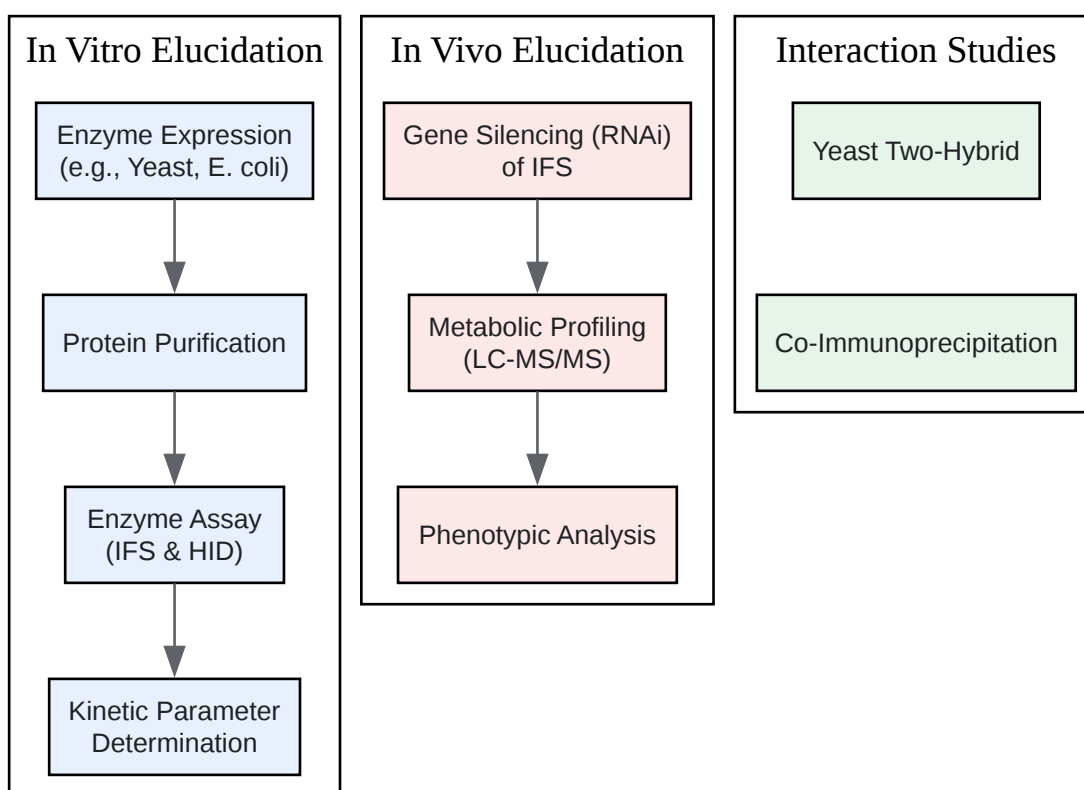 In Vitro Elucidation
Enzyme Expression
(e.g., Yeast, E. coli)
Protein Purification
Enzyme Assay
(IFS & HID)
Kinetic Parameter
Determination
In Vivo Elucidation
Gene Silencing (RNAi)
of IFS
Metabolic Profiling
(LC-MS/MS)
Phenotypic Analysis
Interaction Studies
Yeast Two-Hybrid
Co-Immunoprecipitation